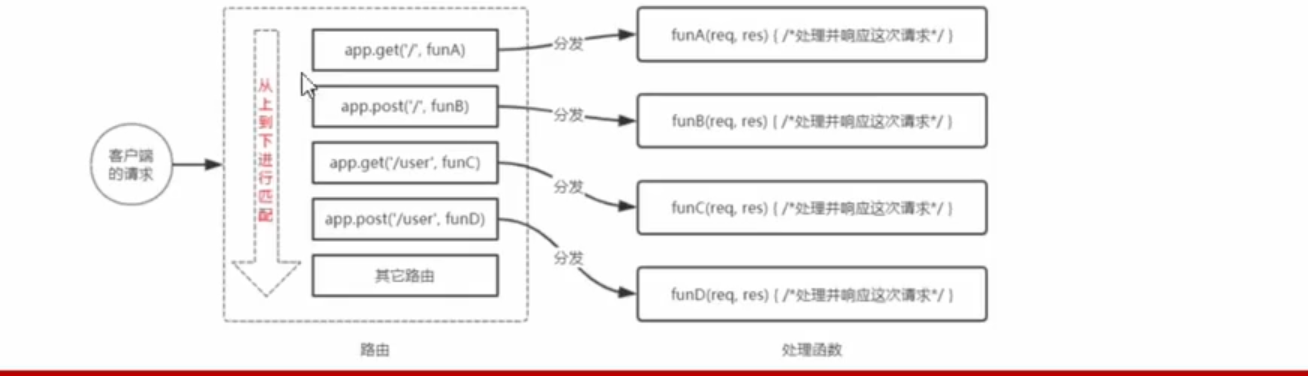 客户端
的请求
从上到下进行匹配
app.get('/', funA)
app.post('/', funB)
app.get('/user', funC)
app.post('/user', funD)
其它路由
路由
分发
分发
分发
分发
funA(req, res) { /*处理并响应这次请求*/ }
funB(req, res) { /*处理并响应这次请求*/ }
funC(req, res) { /*处理并响应这次请求*/ }
funD(req, res) { /*处理并响应这次请求*/ }
处理函数